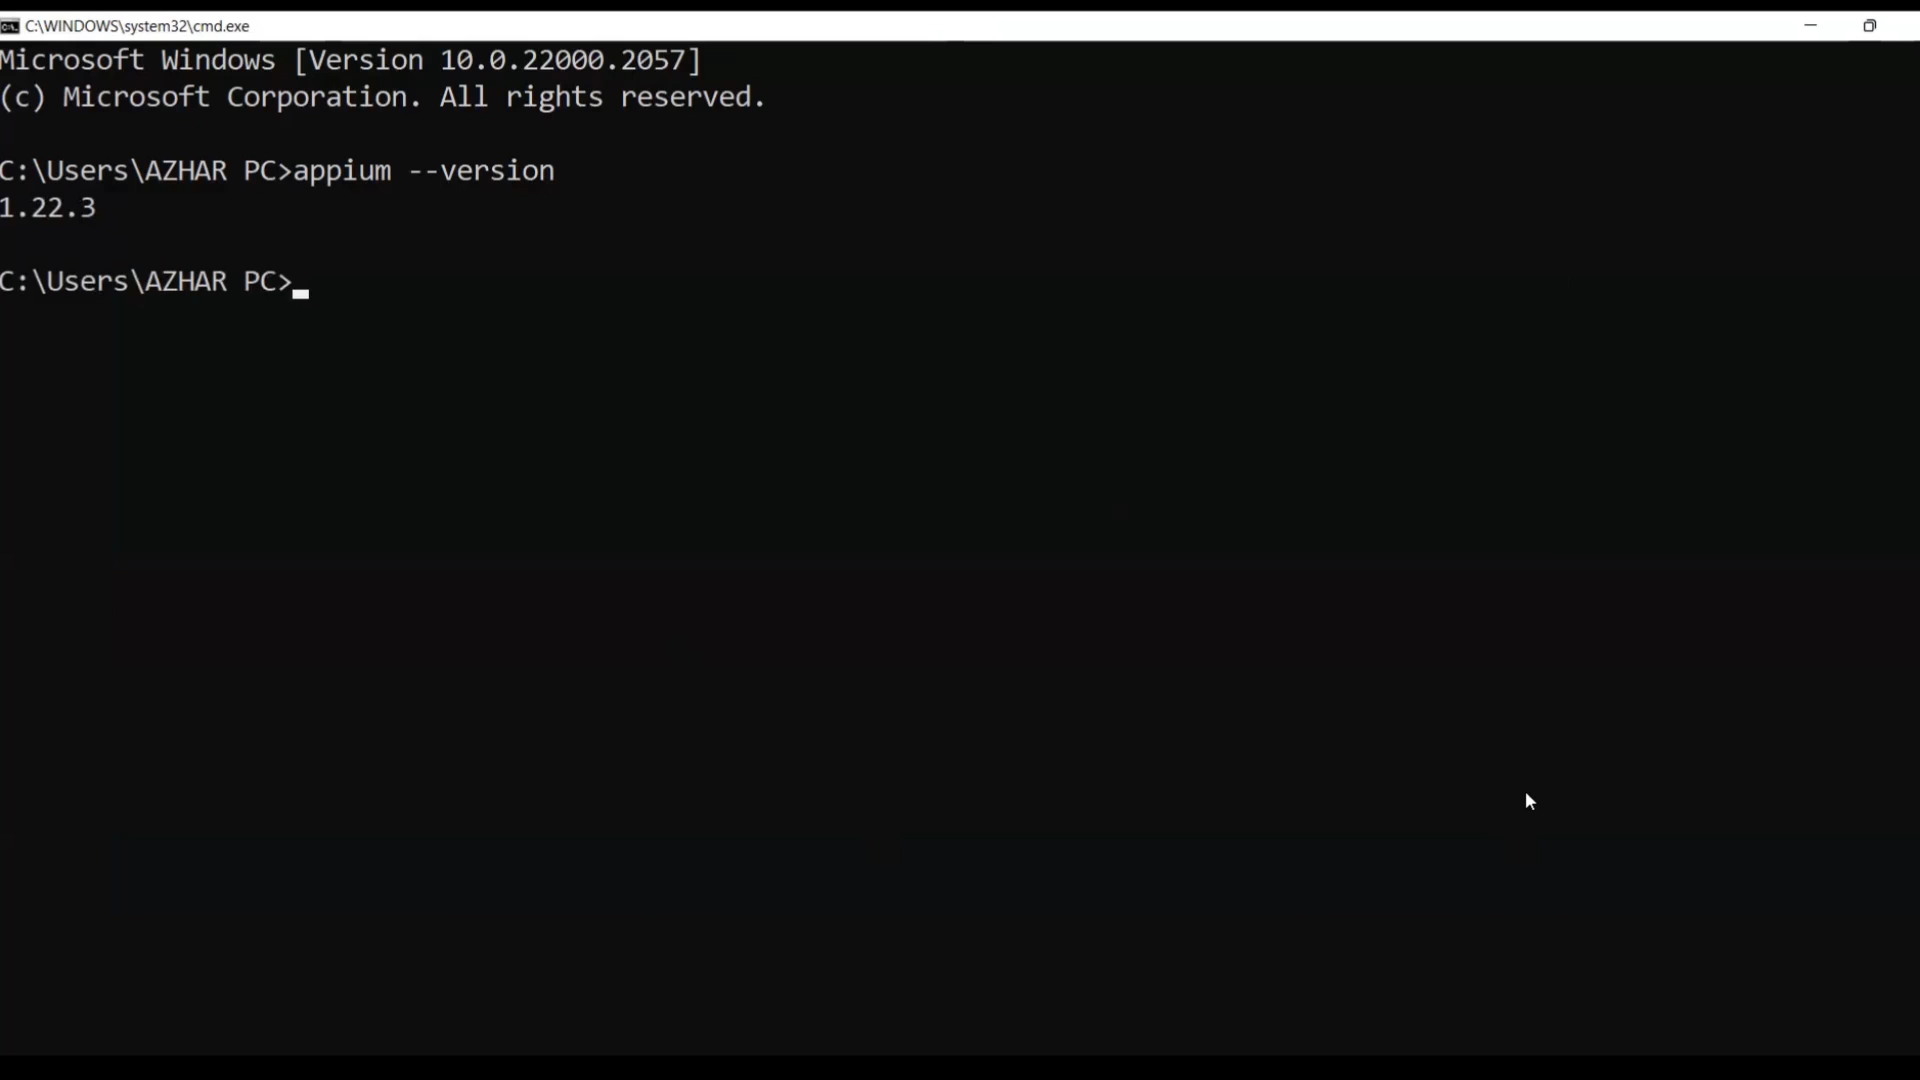 C:\WINDOWS\system32\cmd.exe
Microsoft Windows [Version 10.0.22000.2057]
(c) Microsoft Corporation. All rights reserved.
C:\Users\AZHAR PC>appium --version
1.22.3
C:\Users\AZHAR PC>